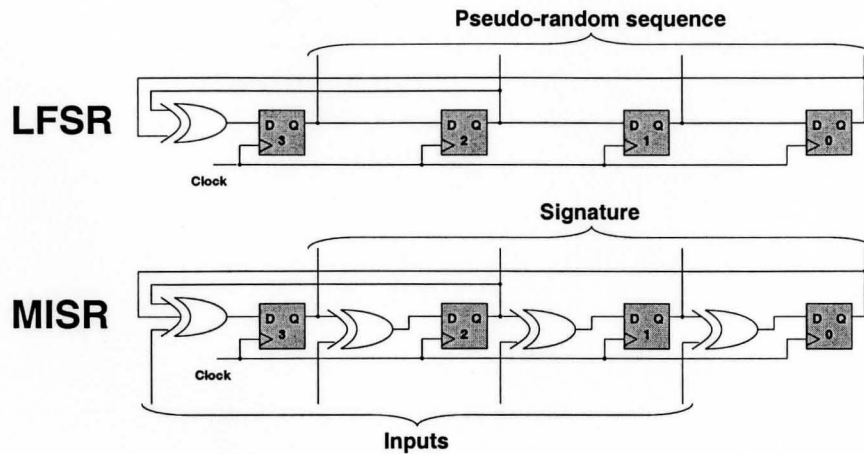 Pseudo-random sequence
LFSR
D Q
3
D Q
2
D Q
1
D Q
0
Clock
Signature
MISR
D Q
3
D Q
2
D Q
1
D Q
0
Clock
Inputs